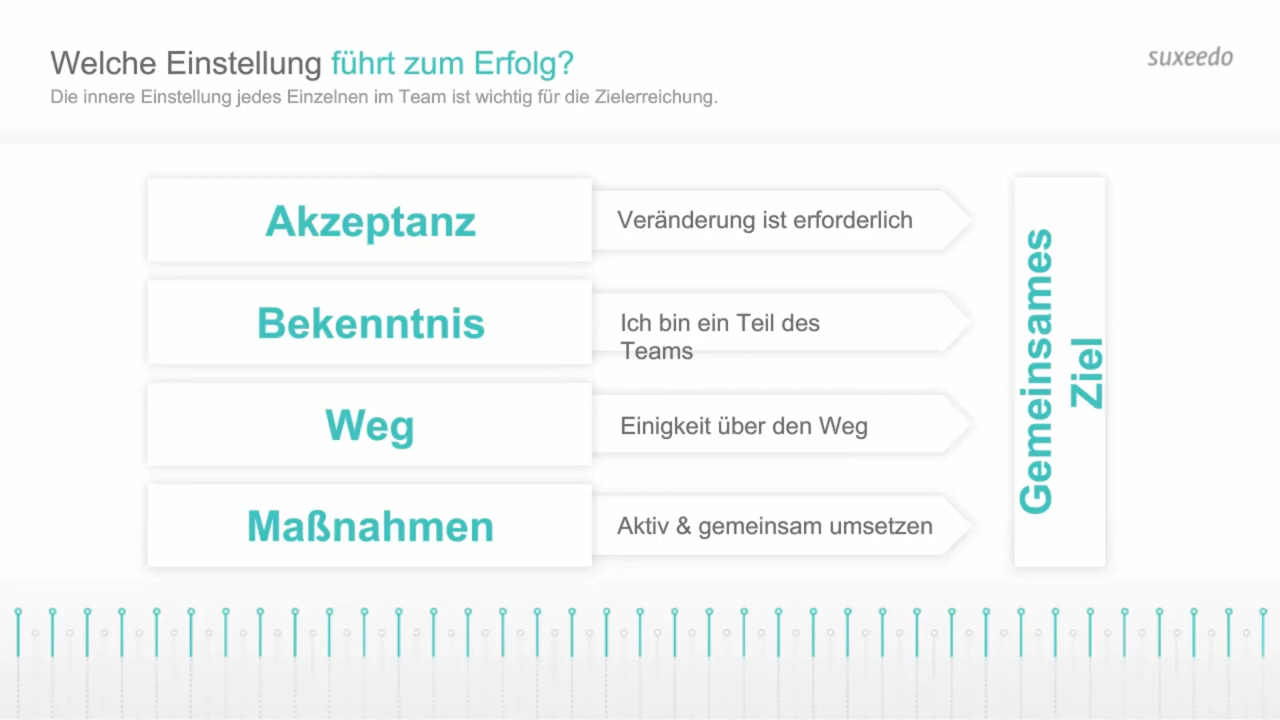 Welche Einstellung führt zum Erfolg?
suxeedo
Die innere Einstellung jedes Einzelnen im Team ist wichtig für die Zielerreichung.
Akzeptanz
Veränderung ist erforderlich
Bekenntnis
Ich bin ein Teil des
Teams
Weg
Einigkeit über den Weg
Maßnahmen
Aktiv & gemeinsam umsetzen
Gemeinsames
Ziel